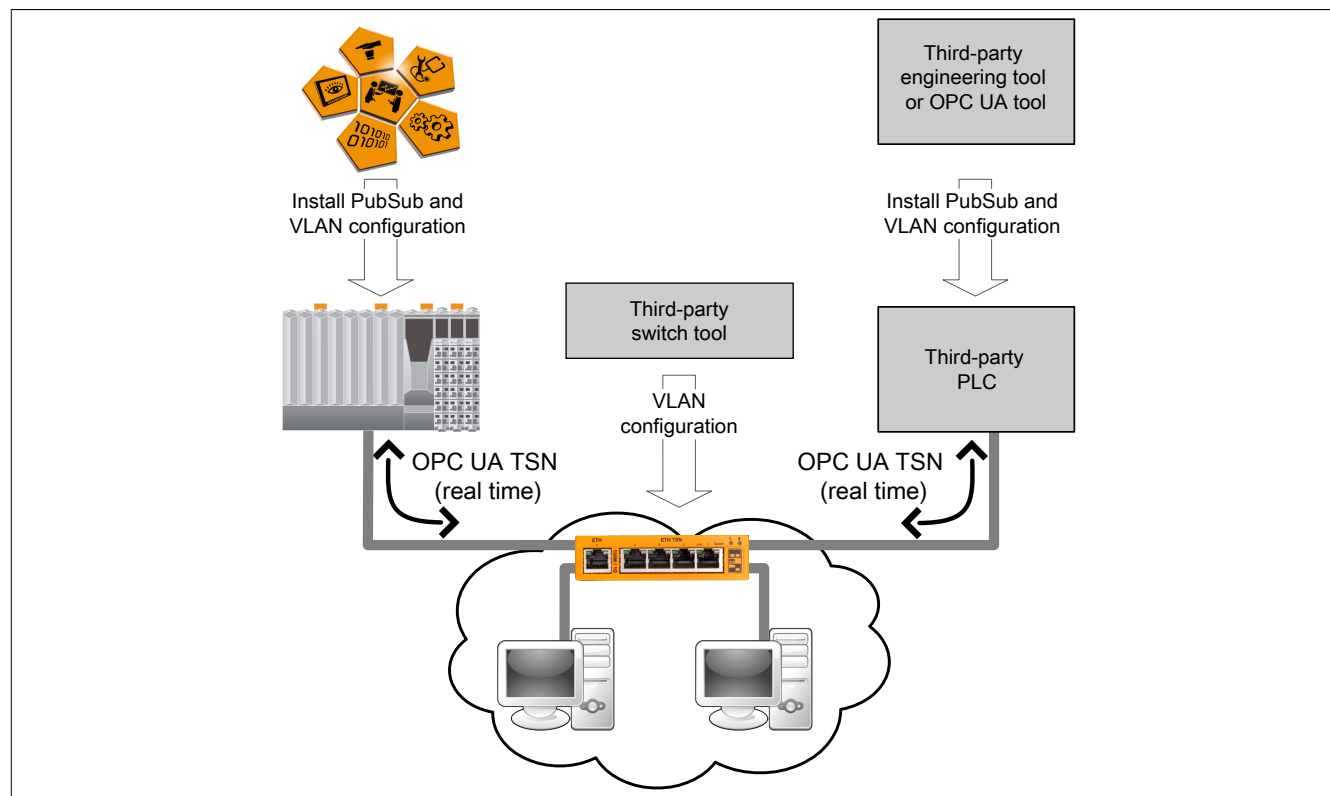 Third-party
engineering tool
or OPC UA tool
101010
010101
Install PubSub and
VLAN configuration
Install PubSub and
VLAN configuration
Third-party
switch tool
Third-party
PLC
VLAN
configuration
OPC UA TSN
(real time)
OPC UA TSN
(real time)
ETH
ETH TSN